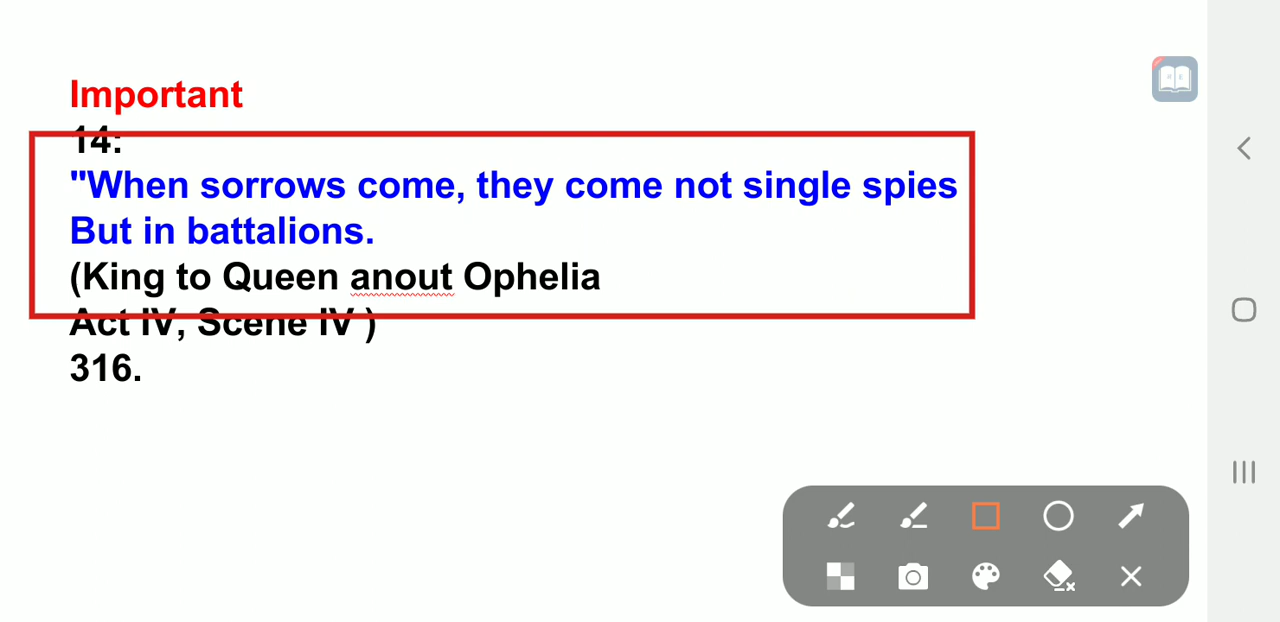 Important
14:
"When sorrows come, they come not single spies
But in battalions.
(King to Queen anout Ophelia
Act IV, Scene IV )
316.